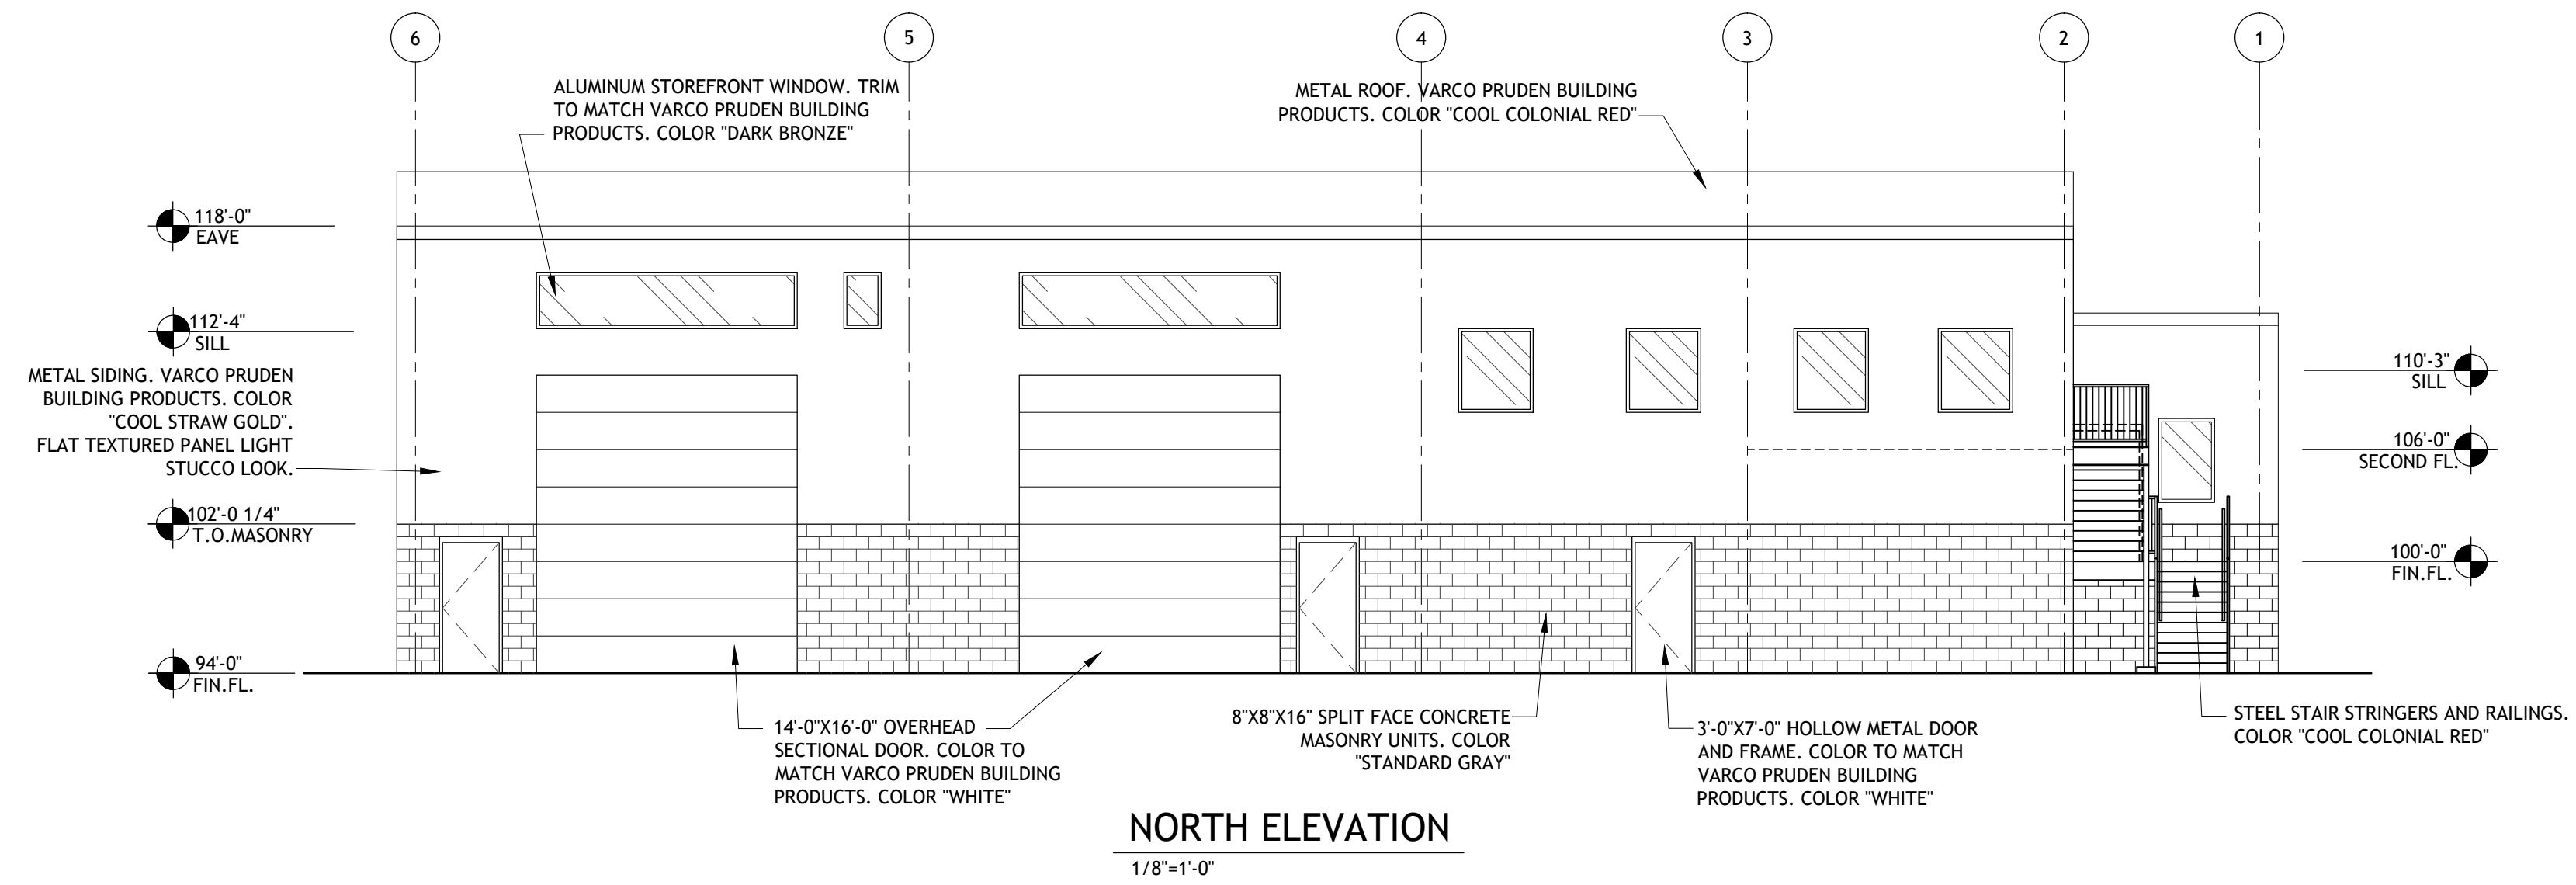 6
5
4
3
2
1
ALUMINUM STOREFRONT WINDOW. TRIM
TO MATCH VARCO PRUDEN BUILDING
PRODUCTS. COLOR "DARK BRONZE"
METAL ROOF. VARCO PRUDEN BUILDING
PRODUCTS. COLOR "COOL COLONIAL RED"
118'-0"
EAVE
112'-4"
SILL
METAL SIDING. VARCO PRUDEN
BUILDING PRODUCTS. COLOR
"COOL STRAW GOLD".
FLAT TEXTURED PANEL LIGHT
STUCCO LOOK.
102'-0 1/4"
T.O.MASONRY
94'-0"
FIN.FL.
110'-3"
SILL
106'-0"
SECOND FL.
100'-0"
FIN.FL.
14'-0"X16'-0" OVERHEAD
SECTIONAL DOOR. COLOR TO
MATCH VARCO PRUDEN BUILDING
PRODUCTS. COLOR "WHITE"
8"X8"X16" SPLIT FACE CONCRETE
MASONRY UNITS. COLOR
"STANDARD GRAY"
3'-0"X7'-0" HOLLOW METAL DOOR
AND FRAME. COLOR TO MATCH
VARCO PRUDEN BUILDING
PRODUCTS. COLOR "WHITE"
STEEL STAIR STRINGERS AND RAILINGS.
COLOR "COOL COLONIAL RED"
NORTH ELEVATION
1/8"=1'-0"